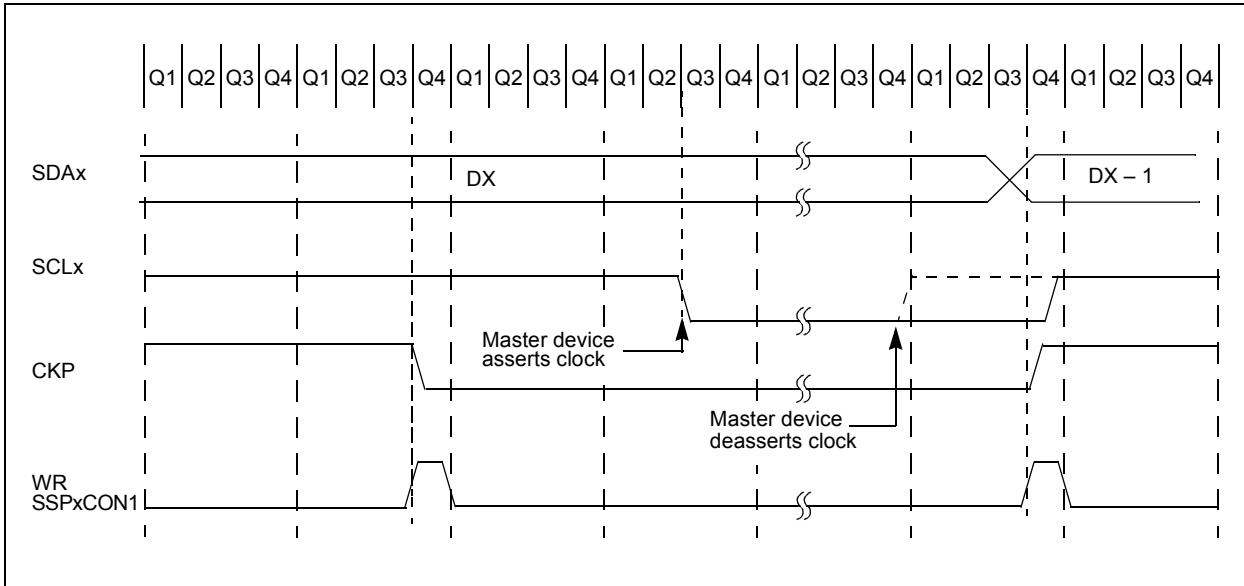 Q1 Q2 Q3 Q4 Q1 Q2 Q3 Q4 Q1 Q2 Q3 Q4 Q1 Q2 Q3 Q4 Q1 Q2 Q3 Q4 Q1 Q2 Q3 Q4 Q1 Q2 Q3 Q4
SDAx
DX
DX – 1
SCLx
Master device
asserts clock
CKP
Master device
deasserts clock
WR
SSPxCON1